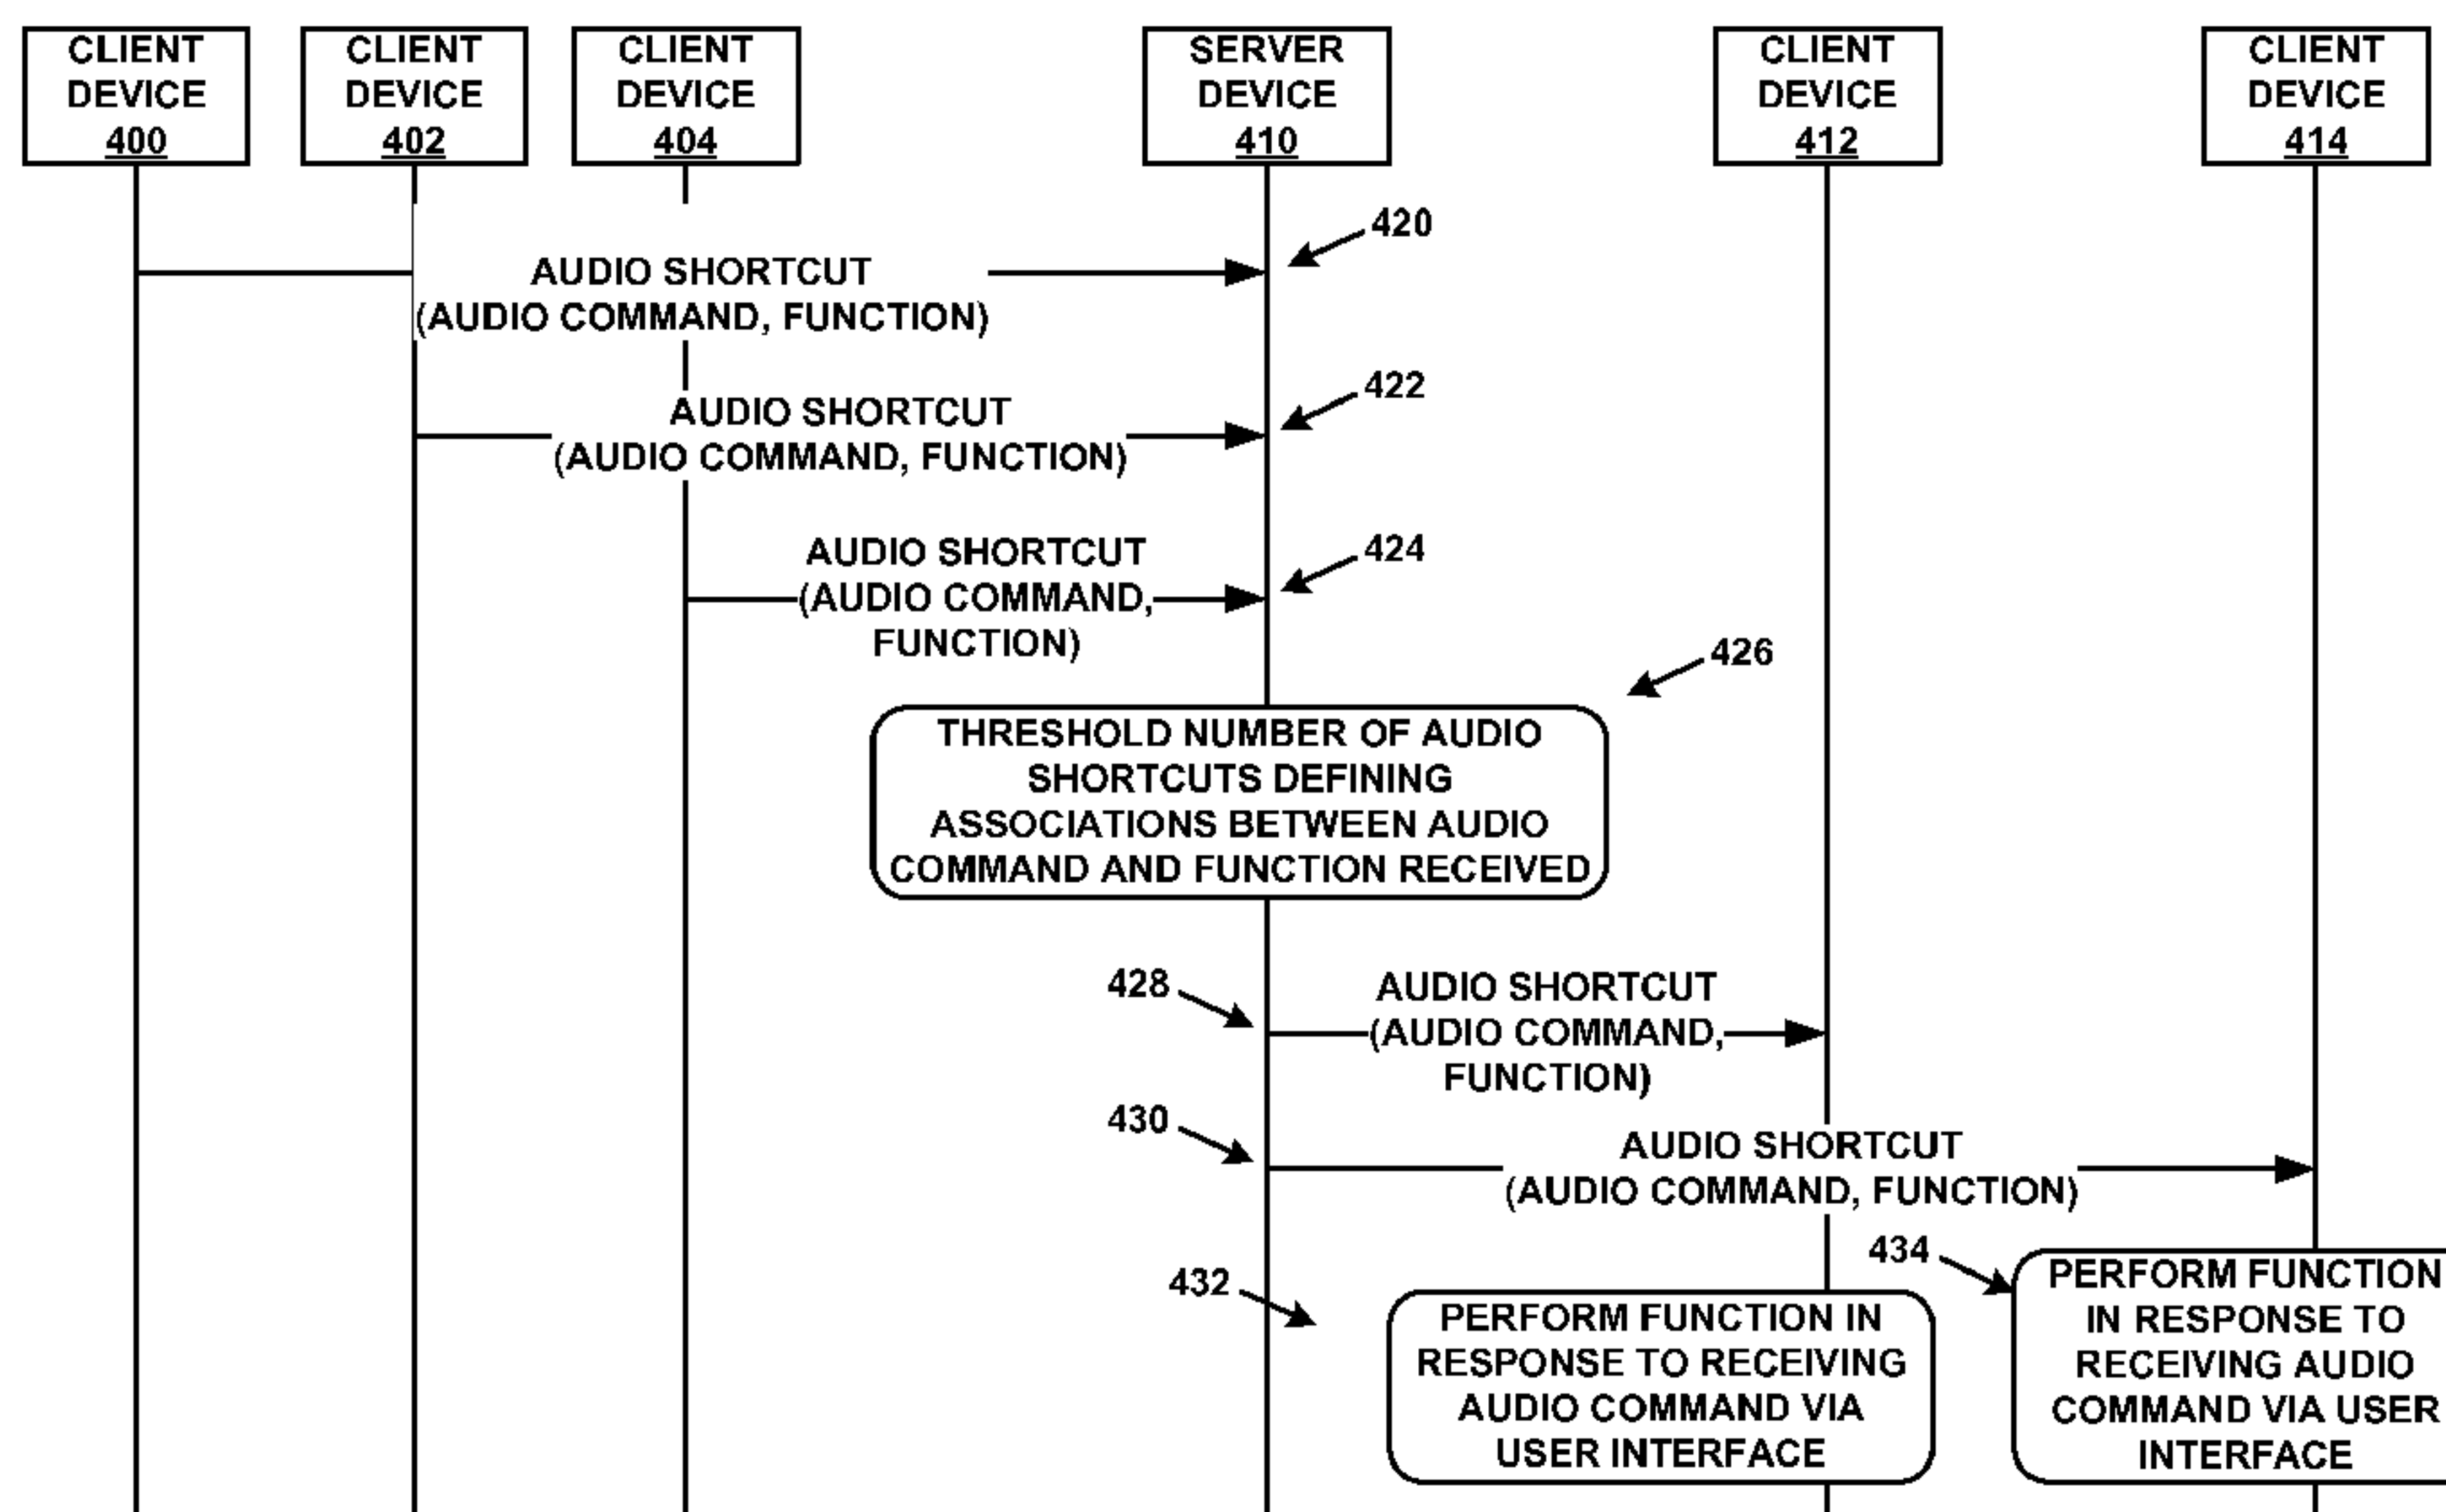 CLIENT
DEVICE
400
CLIENT
DEVICE
402
CLIENT
DEVICE
404
SERVER
DEVICE
410
CLIENT
DEVICE
412
CLIENT
DEVICE
414
420
AUDIO SHORTCUT
(AUDIO COMMAND, FUNCTION)
422
AUDIO SHORTCUT
(AUDIO COMMAND, FUNCTION)
424
AUDIO SHORTCUT
(AUDIO COMMAND,
FUNCTION)
426
THRESHOLD NUMBER OF AUDIO
SHORTCUTS DEFINING
ASSOCIATIONS BETWEEN AUDIO
COMMAND AND FUNCTION RECEIVED
428
AUDIO SHORTCUT
(AUDIO COMMAND,
FUNCTION)
430
AUDIO SHORTCUT
(AUDIO COMMAND, FUNCTION)
432
PERFORM FUNCTION IN
RESPONSE TO RECEIVING
AUDIO COMMAND VIA
USER INTERFACE
434
PERFORM FUNCTION
IN RESPONSE TO
RECEIVING AUDIO
COMMAND VIA USER
INTERFACE